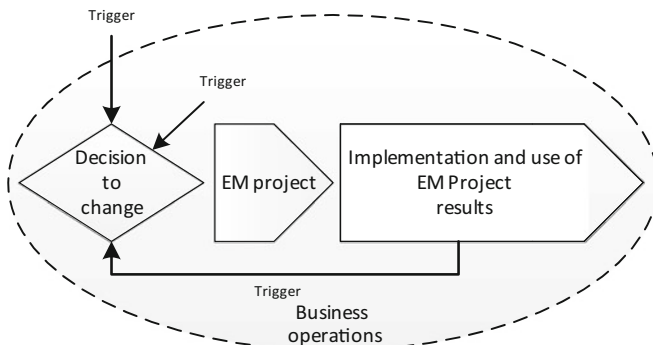 Trigger
Trigger
Decision
to
change
EM project
Implementation and use of
EM Project
results
Trigger
Business
operations